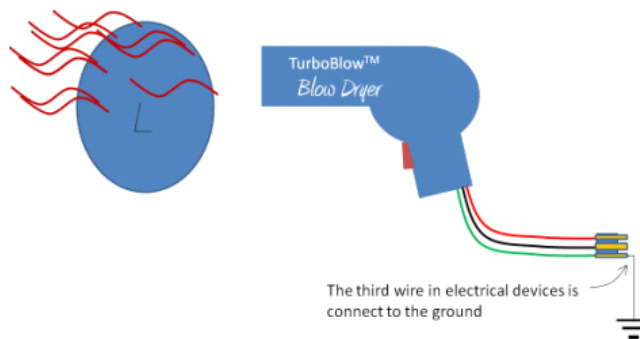 TurboBlow™
Blow Dryer
The third wire in electrical devices is
connect to the ground